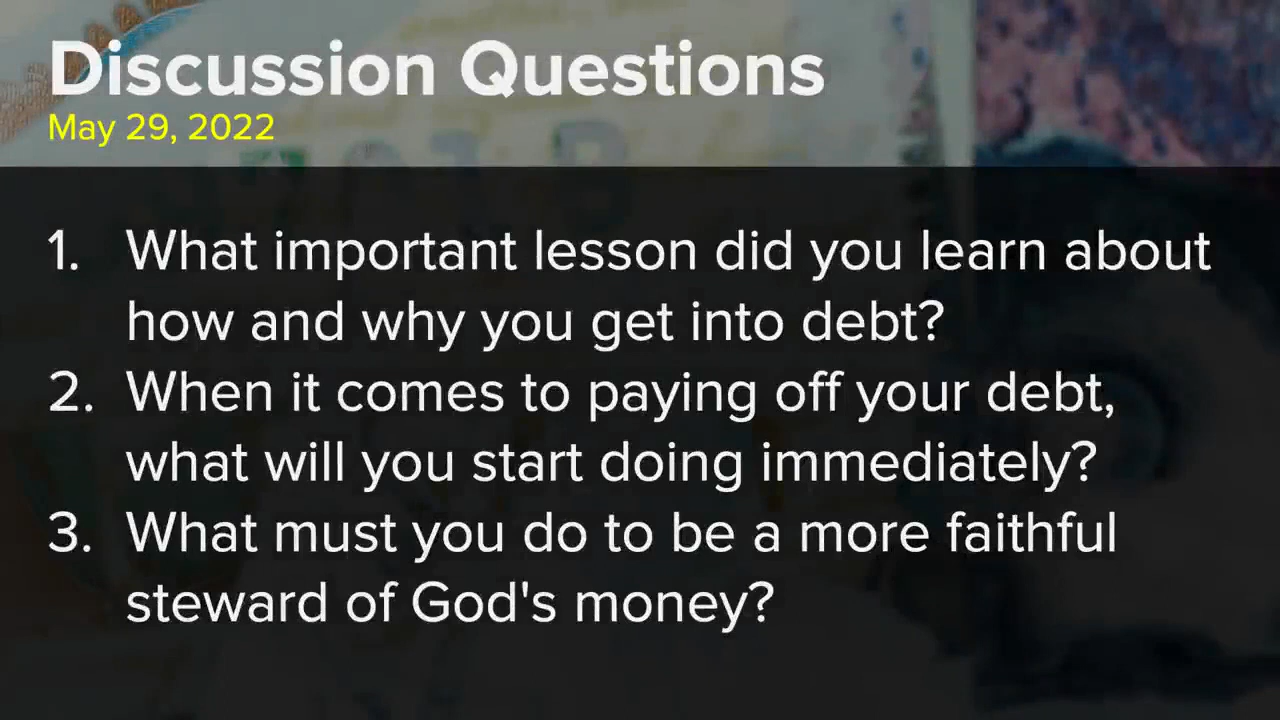 Discussion Questions
May 29, 2022
1. What important lesson did you learn about
how and why you get into debt?
2. When it comes to paying off your debt,
what will you start doing immediately?
3. What must you do to be a more faithful
steward of God's money?